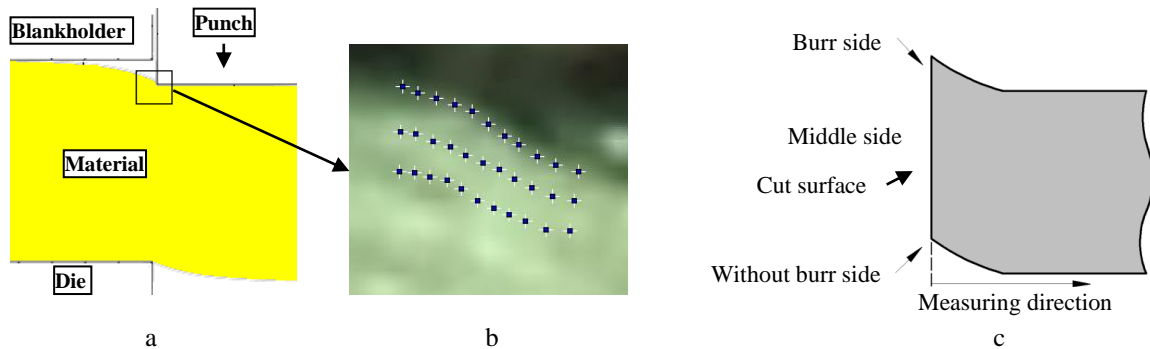 Blankholder
Punch
Material
Die
a
b
Burr side
Middle side
Cut surface
Without burr side
Measuring direction
c